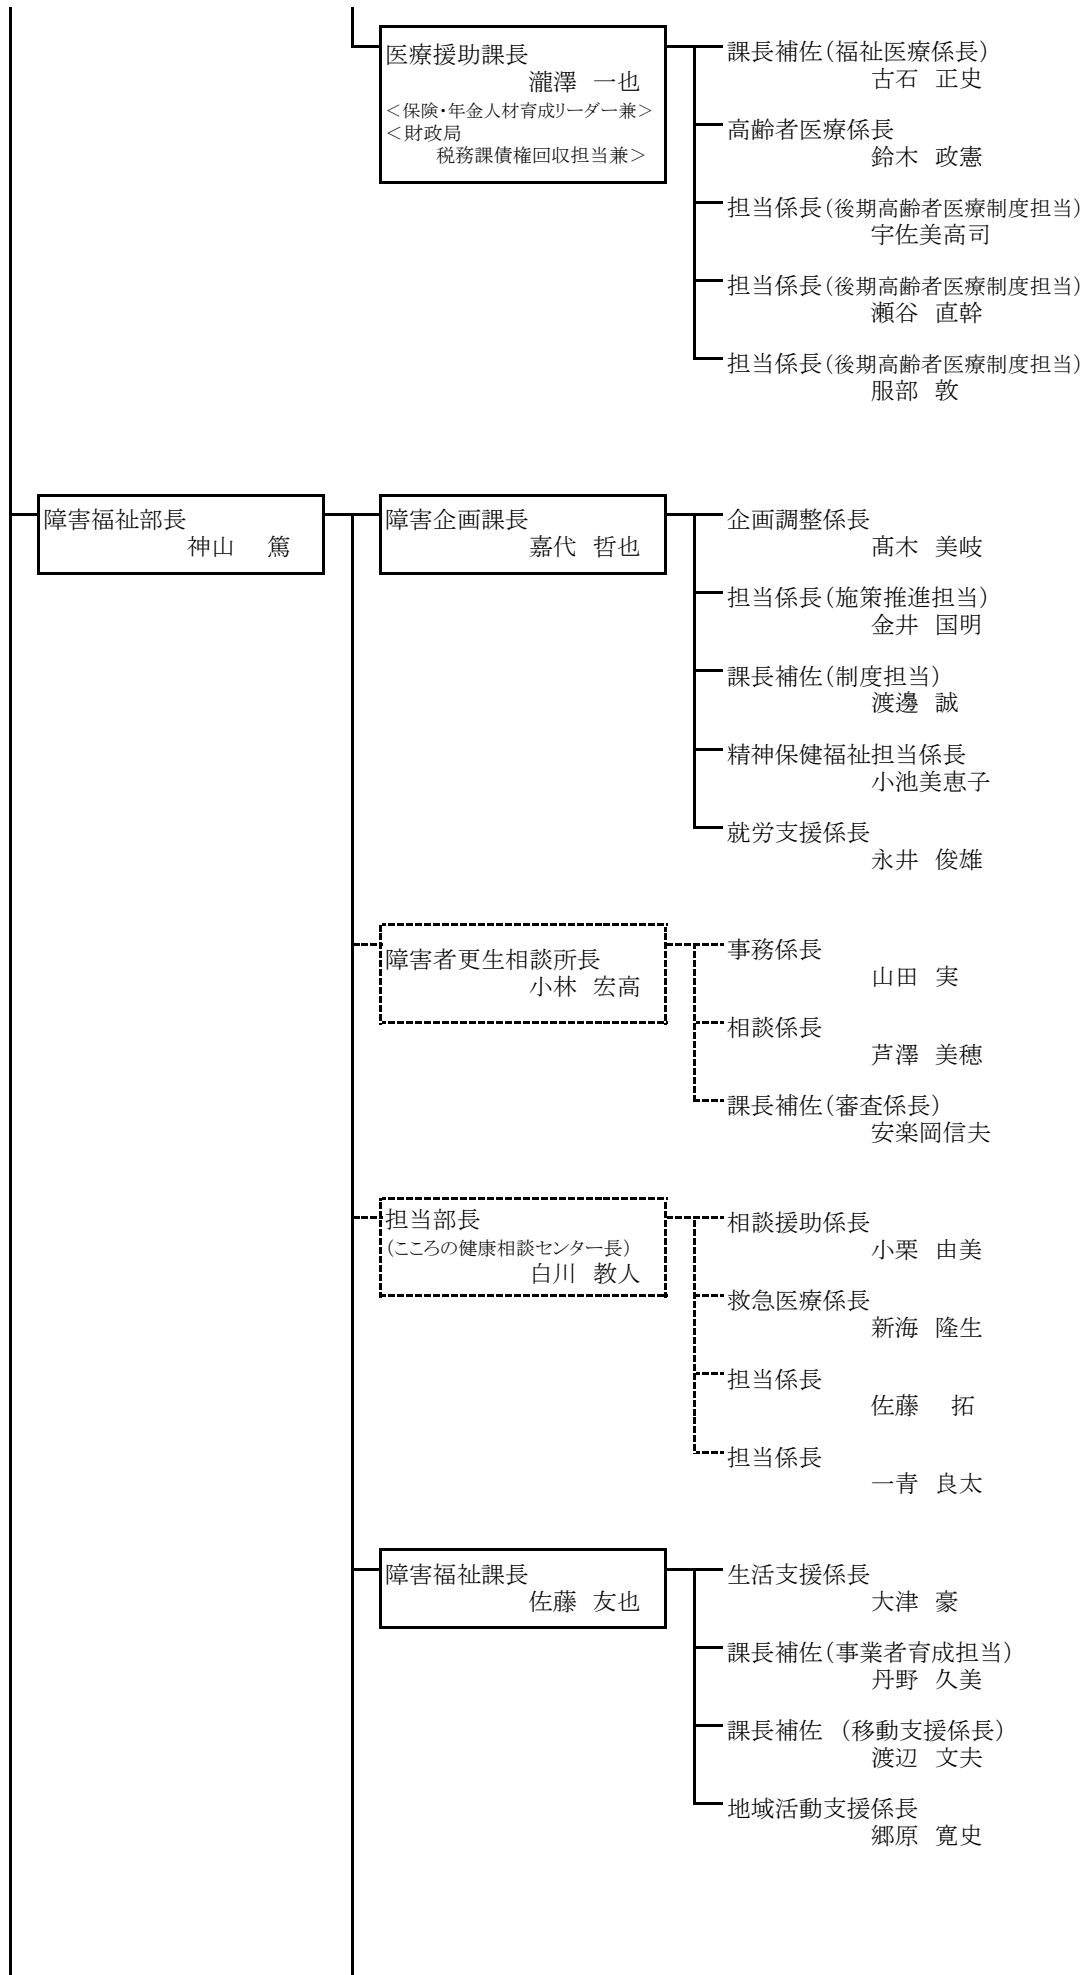 医療援助課長
瀧澤 一也
<保険・年金人材育成リーダー兼>
<財政局
税務課債権回収担当兼>
課長補佐(福祉医療係長)
古石 正史
高齢者医療係長
鈴木 政憲
担当係長(後期高齢者医療制度担当)
宇佐美高司
担当係長(後期高齢者医療制度担当)
瀬谷 直幹
担当係長(後期高齢者医療制度担当)
服部 敦
障害福祉部長
神山 篤
障害企画課長
嘉代 哲也
企画調整係長
髙木 美岐
担当係長(施策推進担当)
金井 国明
課長補佐(制度担当)
渡邊 誠
精神保健福祉担当係長
小池美恵子
就労支援係長
永井 俊雄
障害者更生相談所長
小林 宏高
事務係長
山田 実
相談係長
芦澤 美穂
課長補佐(審査係長)
安楽岡信夫
担当部長
(こころの健康相談センター長)
白川 教人
相談援助係長
小栗 由美
救急医療係長
新海 隆生
担当係長
佐藤 拓
担当係長
一青 良太
障害福祉課長
佐藤 友也
生活支援係長
大津 豪
課長補佐(事業者育成担当)
丹野 久美
課長補佐 (移動支援係長)
渡辺 文夫
地域活動支援係長
郷原 寛史